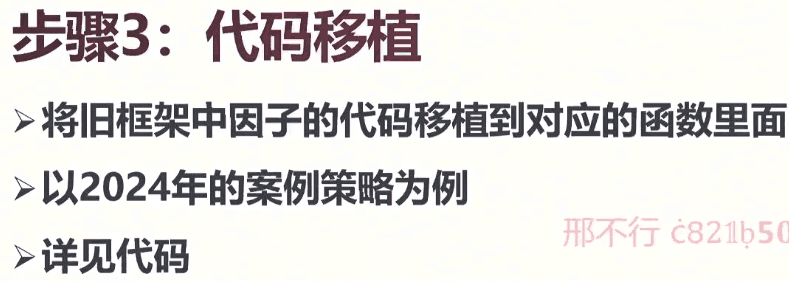 步骤3：代码移植
➢将旧框架中因子的代码移植到对应的函数里面
➢以2024年的案例策略为例
邢不行 ċ821ḅ50
➢详见代码